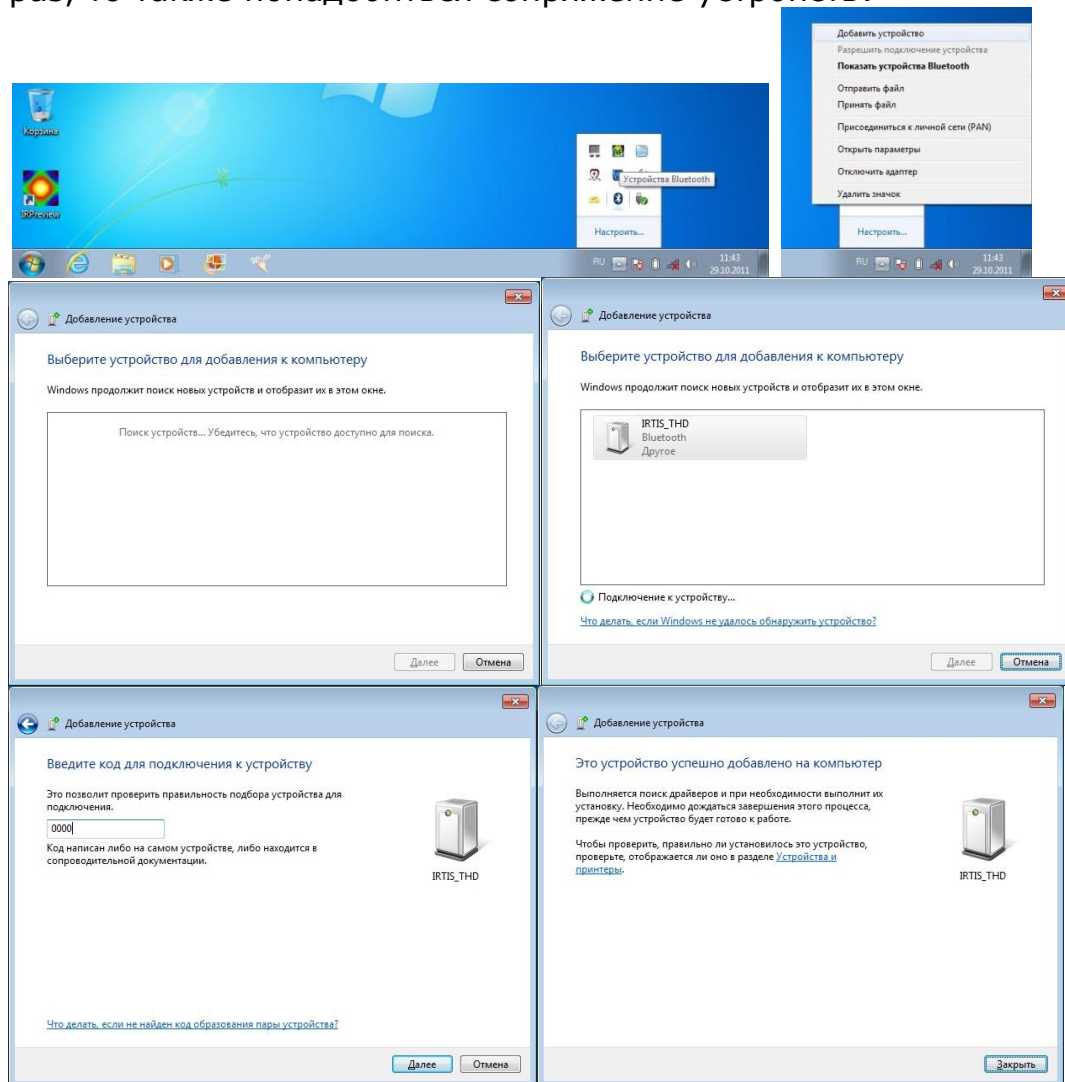 раз, то также понадобиться сопряжение устройств.
Корзина
IRPreview
Устройства Bluetooth
Настроить...
RU
11:43
29.10.2011
Добавить устройство
Разрешить подключение устройства
Показать устройства Bluetooth
Отправить файл
Принять файл
Присоединиться к личной сети (PAN)
Открыть параметры
Отключить адаптер
Удалить значок
Настроить...
RU
11:43
29.10.2011
Добавление устройства
Выберите устройство для добавления к компьютеру
Windows продолжит поиск новых устройств и отобразит их в этом окне.
Поиск устройств... Убедитесь, что устройство доступно для поиска.
Далее
Отмена
Добавление устройства
Выберите устройство для добавления к компьютеру
Windows продолжит поиск новых устройств и отобразит их в этом окне.
IRTIS_THD
Bluetooth
Другое
Подключение к устройству...
Что делать, если Windows не удалось обнаружить устройство?
Далее
Отмена
Добавление устройства
Введите код для подключения к устройству
Это позволит проверить правильность подбора устройства для
подключения.
0000
Код написан либо на самом устройстве, либо находится в
сопроводительной документации.
IRTIS_THD
Что делать, если не найден код образования пары устройства?
Далее
Отмена
Добавление устройства
Это устройство успешно добавлено на компьютер
Выполняется поиск драйверов и при необходимости выполнит их
установку. Необходимо дождаться завершения этого процесса,
прежде чем устройство будет готово к работе.
Чтобы проверить, правильно ли установилось это устройство,
проверьте, отображается ли оно в разделе Устройства и
принтеры.
IRTIS_THD
Закрыть